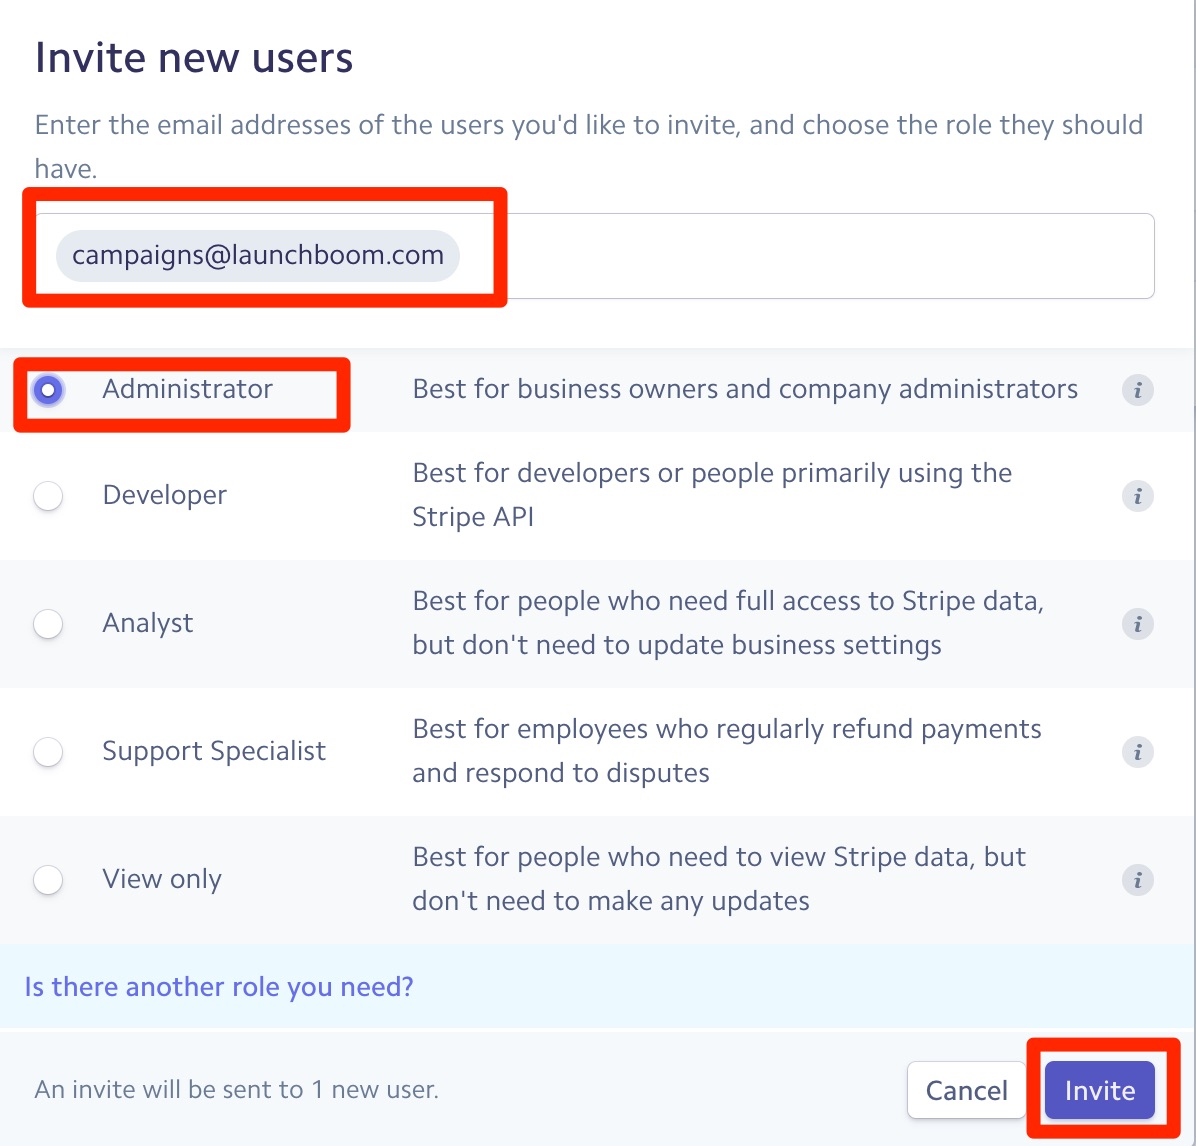 Invite new users
Enter the email addresses of the users you'd like to invite, and choose the role they should
have.
campaigns@launchboom.com
Administrator
Best for business owners and company administrators
i
Developer
Best for developers or people primarily using the
Stripe API
i
Analyst
Best for people who need full access to Stripe data,
but don't need to update business settings
i
Support Specialist
Best for employees who regularly refund payments
and respond to disputes
i
View only
Best for people who need to view Stripe data, but
don't need to make any updates
i
Is there another role you need?
An invite will be sent to 1 new user.
Cancel
Invite